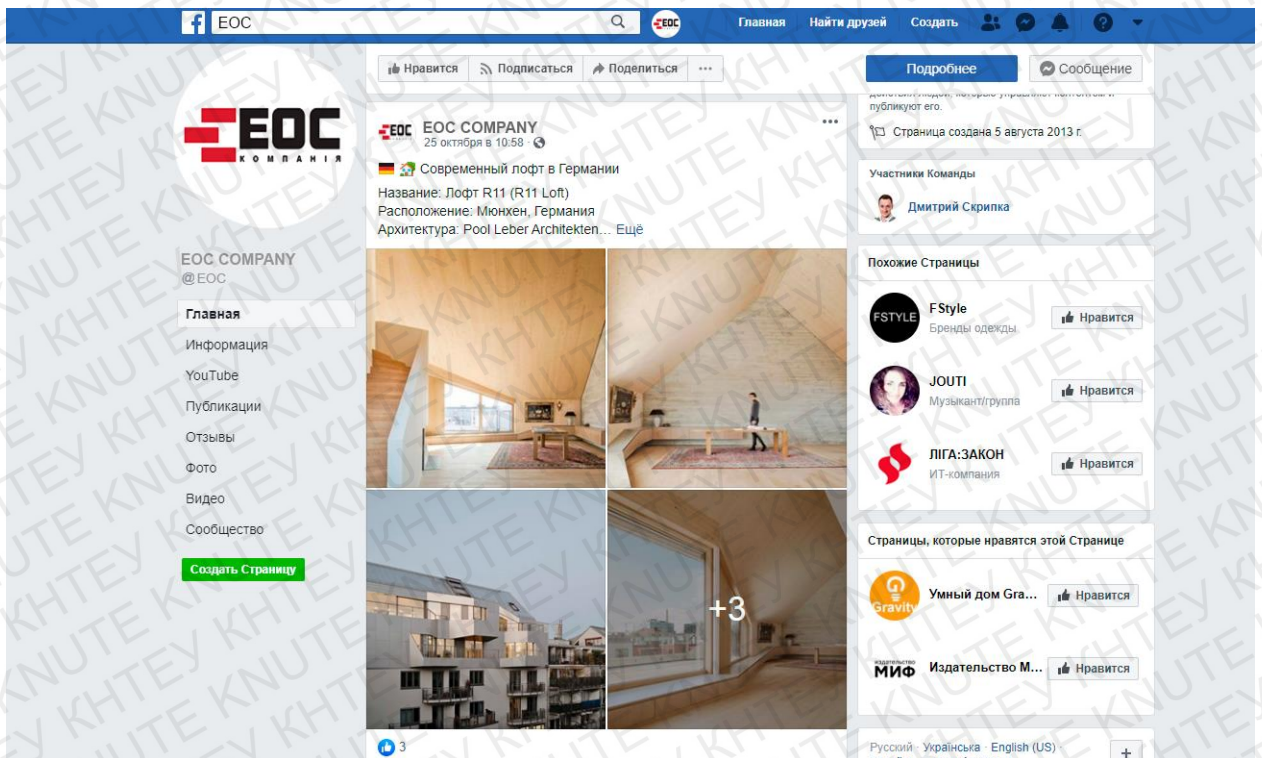 EOC
Главная
Найти друзей
Создать
EOC
КОМПАНІЯ
EOC COMPANY
@EOC
Главная
Информация
YouTube
Публикации
Отзывы
Фото
Видео
Сообщество
Создать Страницу
Нравится
Подписаться
Поделиться
...
EOC COMPANY
25 октября в 10:58 ·
Современный лофт в Германии
Название: Лофт R11 (R11 Loft)
Расположение: Мюнхен, Германия
Архитектура: Pool Leber Architekten... Ещё
+3
3
Подробнее
Сообщение
публикуют его.
Страница создана 5 августа 2013 г.
Участники Команды
Дмитрий Скрипка
Похожие Страницы
FSTYLE
FStyle
Бренды одежды
Нравится
JOUTI
Музыкант/группа
Нравится
ЛІГА:ЗАКОН
ИТ-компания
Нравится
Страницы, которые нравятся этой Странице
Gravity
Умный дом Gra...
Нравится
издательство
МИФ
Издательство М...
Нравится
Русский · Українська · English (US) ·
КНТЕУ KNUTE